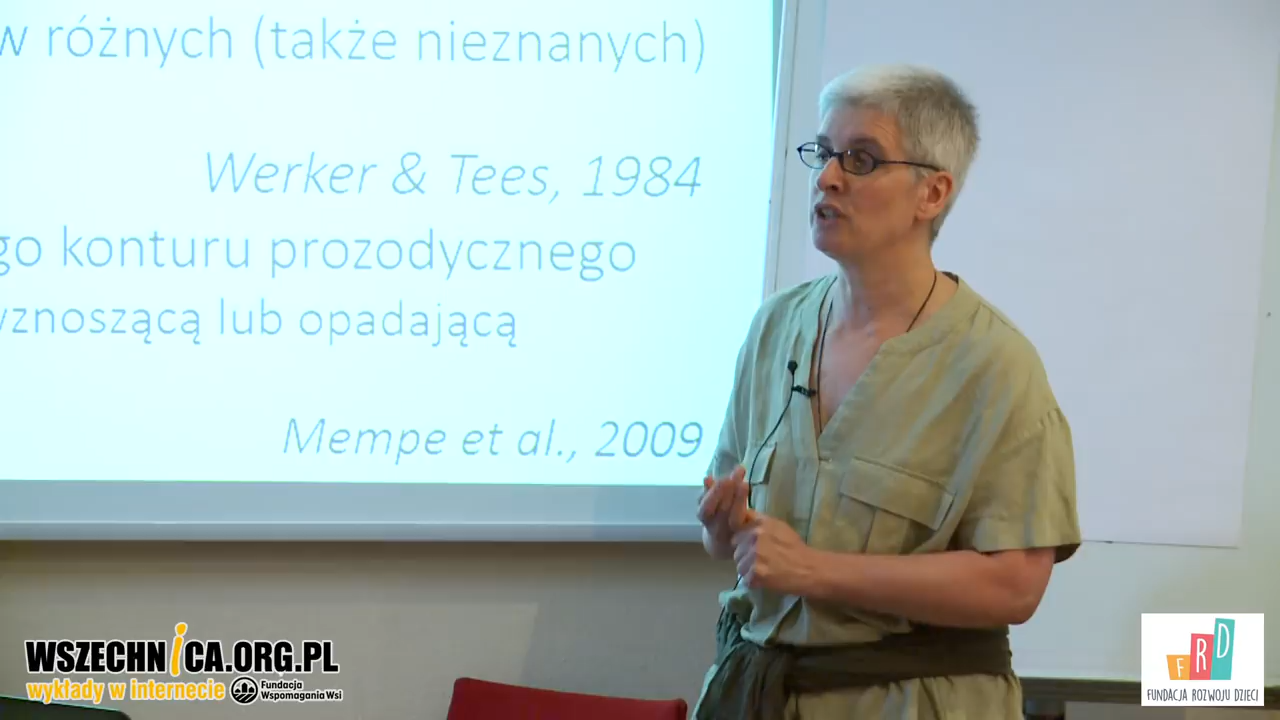 w różnych (także nieznanych)
Werker & Tees, 1984
go konturu prozodycznego
wznoszącą lub opadającą
Mempe et al., 2009
WSZECHNICA.ORG.PL
wykłady w internecie
Fundacja
Wspomagania Wsi
FRD
FUNDACJA ROZWOJU DZIECI